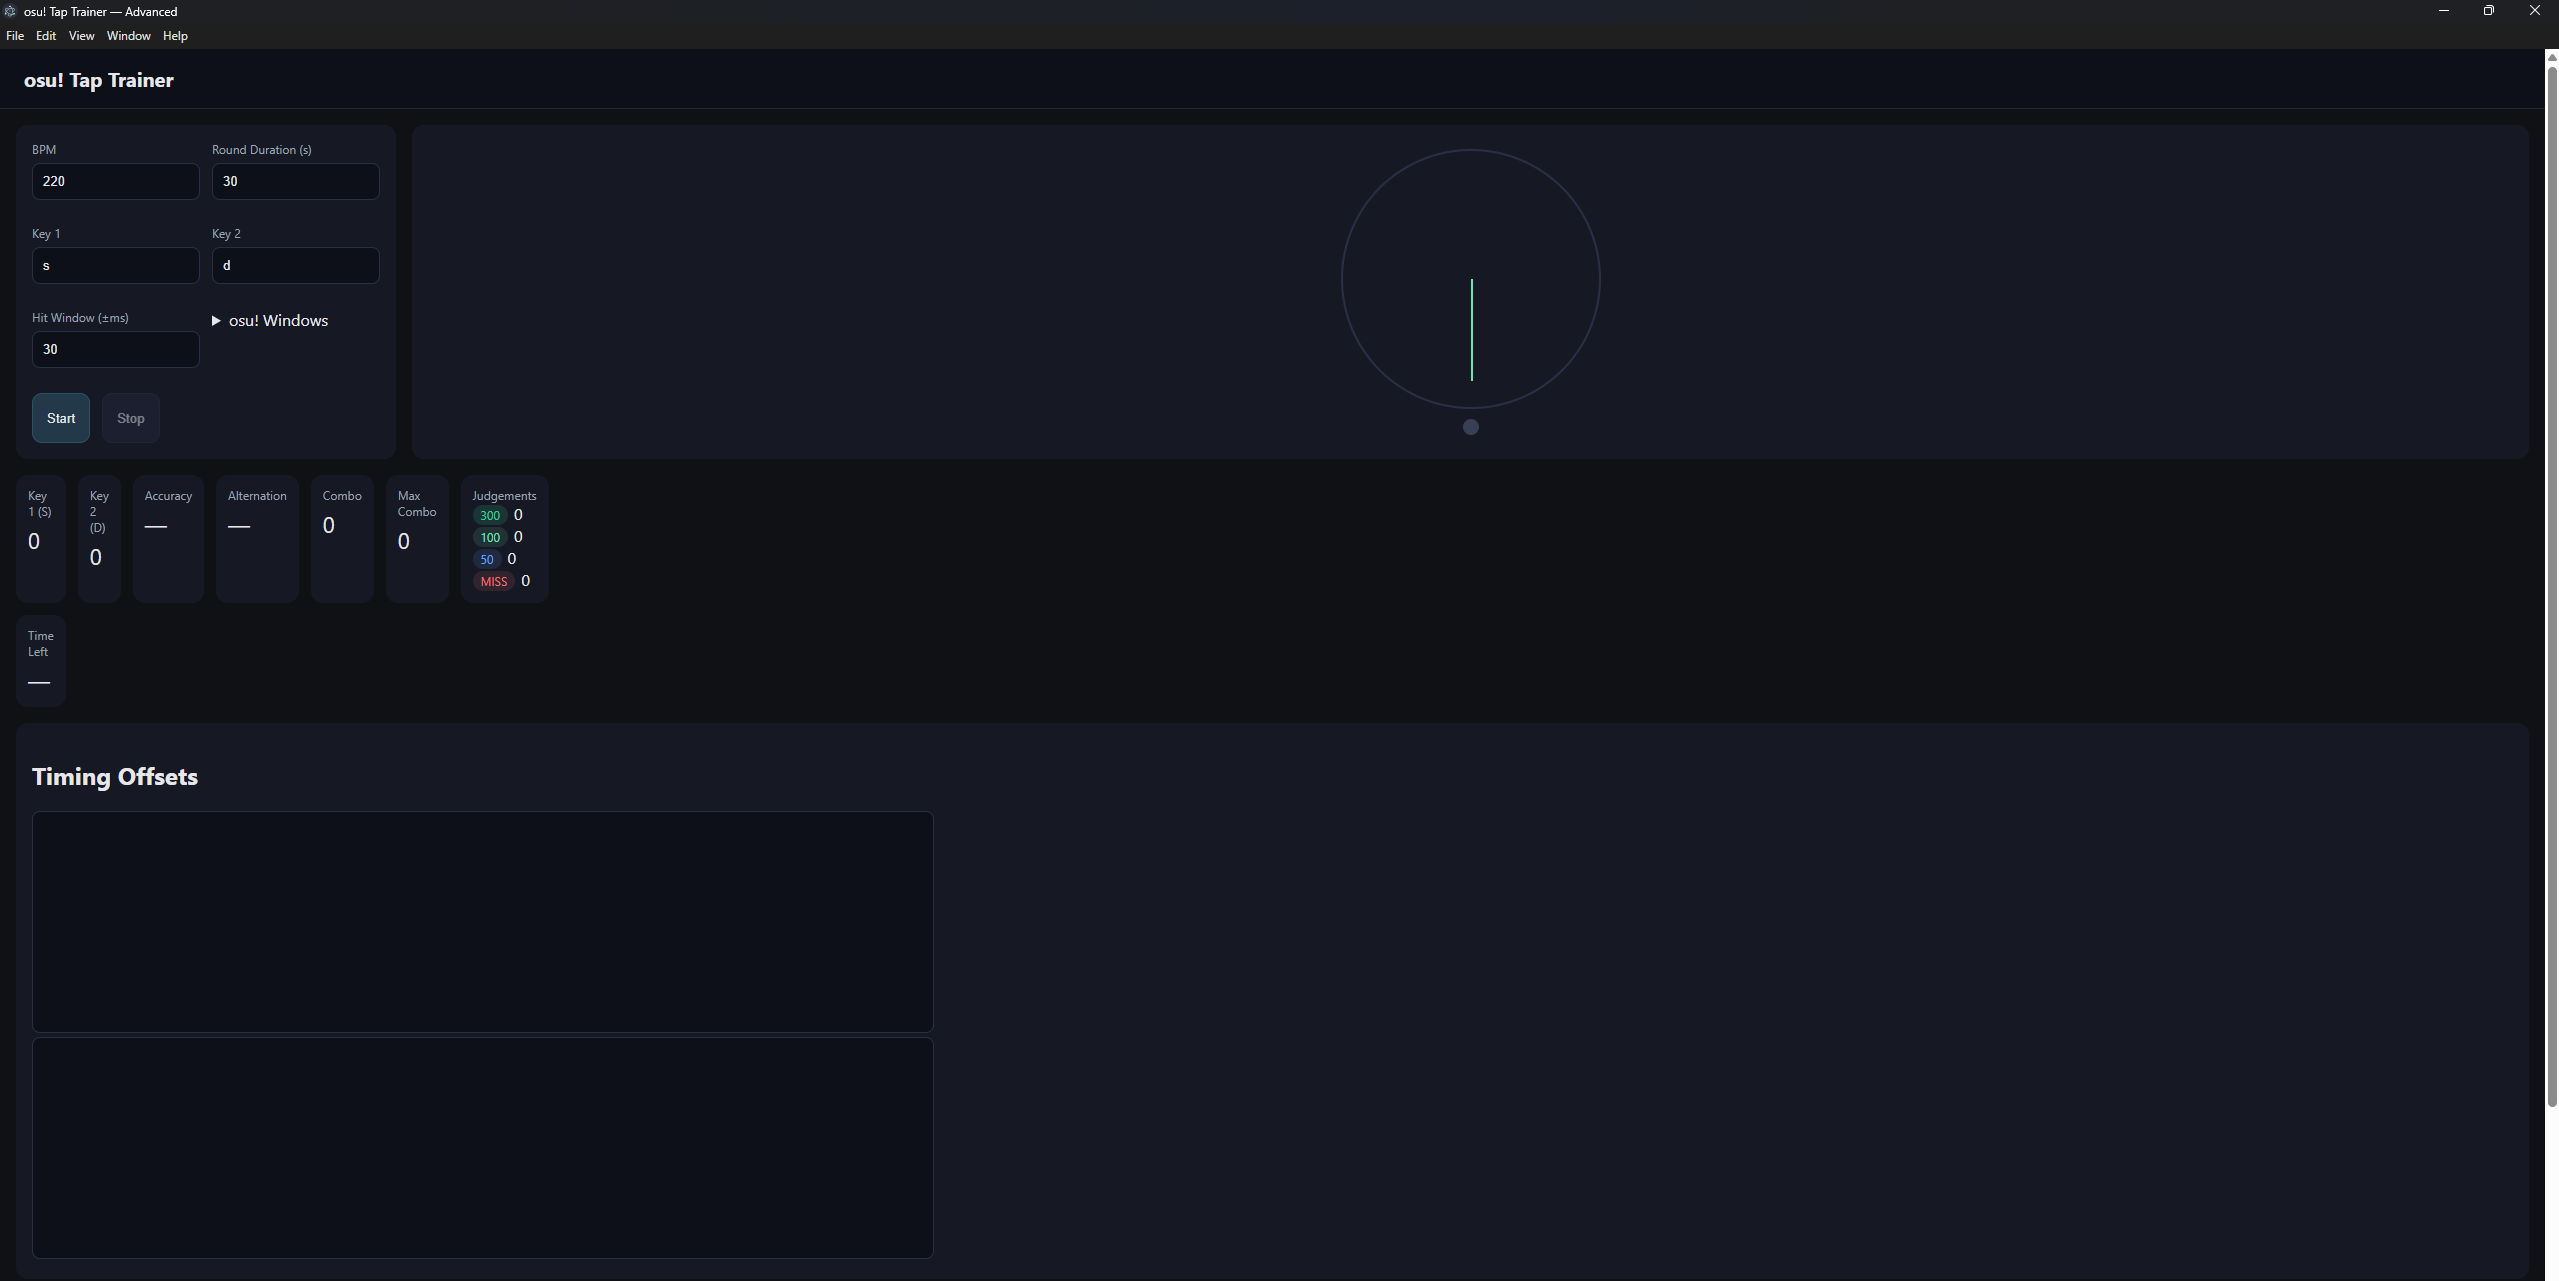 osu! Tap Trainer — Advanced
File Edit View Window Help
osu! Tap Trainer
BPM
Round Duration (s)
220
30
Key 1
Key 2
s
d
Hit Window (±ms)
▶ osu! Windows
30
Start
Stop
Key
1 (S)
0
Key
2
(D)
0
Accuracy
—
Alternation
—
Combo
0
Max
Combo
0
Judgements
300 0
100 0
50 0
MISS 0
Time
Left
—
Timing Offsets